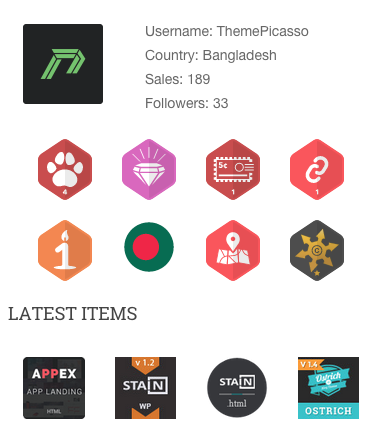 Username: ThemePicasso
Country: Bangladesh
Sales: 189
Followers: 33
4
5c
1
1
1
C
LATEST ITEMS
APPEX
APP LANDING
HTML
v 1.2
STAIN
WP
STAIN
.html
v 1.4
Ostrich
OSTRICH